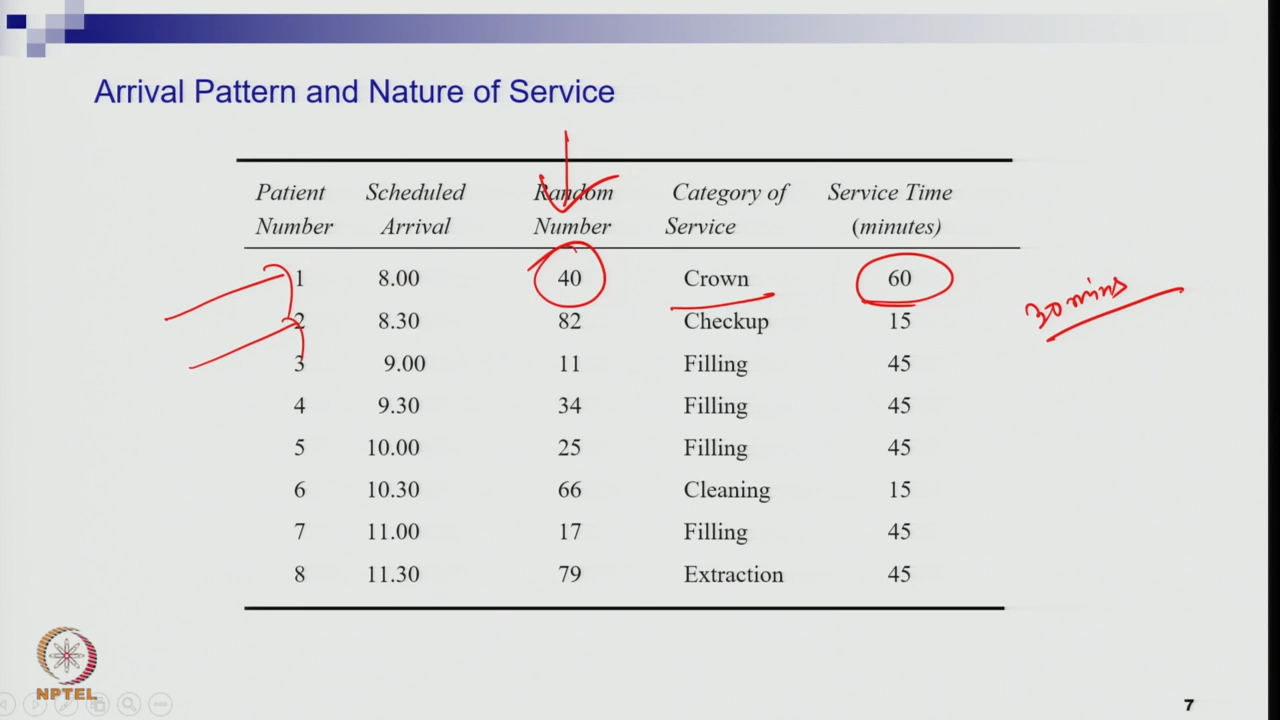 Arrival Pattern and Nature of Service
Patient Scheduled Random Category of Service Time
Number Arrival Number Service (minutes)
1 8.00 40 Crown 60
30 mins
2 8.30 82 Checkup 15
3 9.00 11 Filling 45
4 9.30 34 Filling 45
5 10.00 25 Filling 45
6 10.30 66 Cleaning 15
7 11.00 17 Filling 45
8 11.30 79 Extraction 45
NPTEL
7